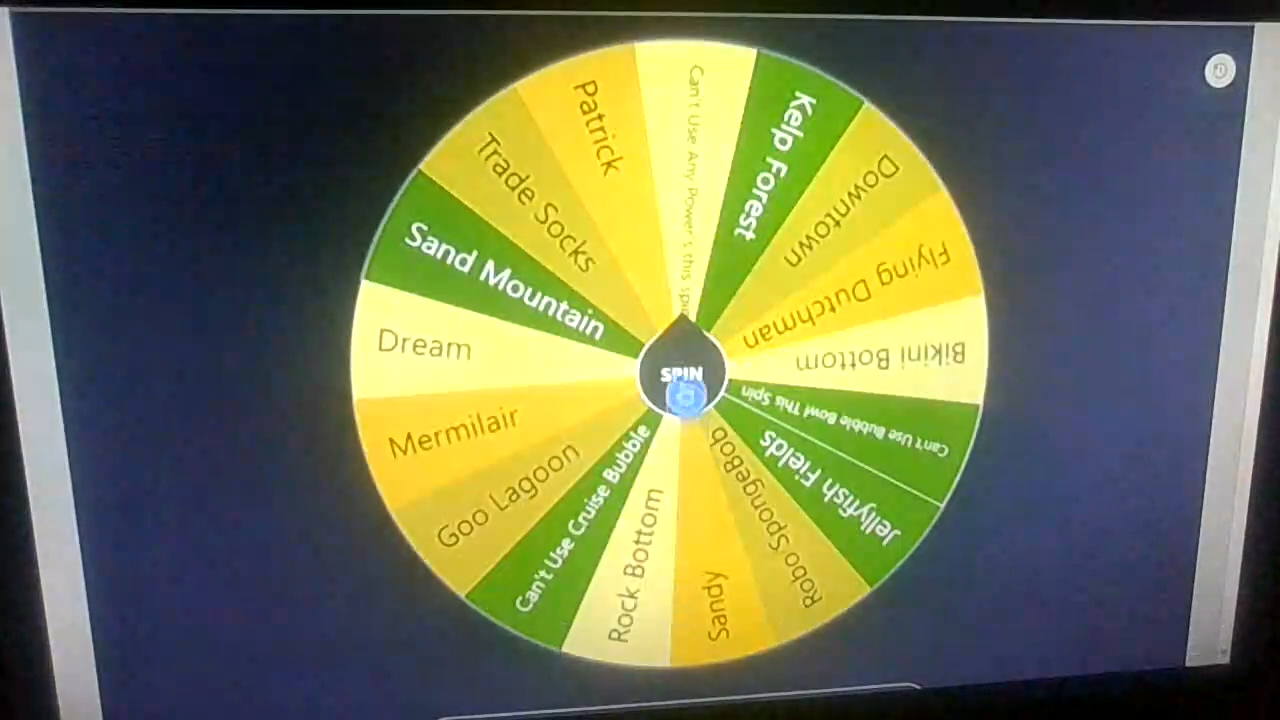 Can't Use Any Power's this spi
Kelp Forest
Downtown
Flying Dutchman
Bikini Bottom
Can't Use Bubble Bowl This Spin
Jellyfish Fields
Robo SpongeBob
Sandy
Rock Bottom
Can't Use Cruise Bubble
Goo Lagoon
Mermilair
Dream
Sand Mountain
Trade Socks
Patrick
SPIN